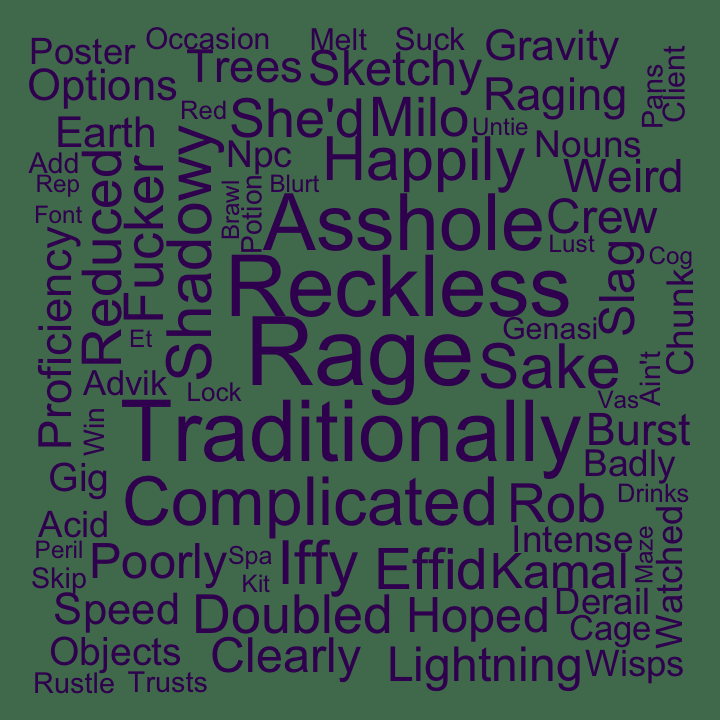 Occasion
Melt
Suck
Gravity
Poster
Trees
Sketchy
Options
Raging
Pans
Client
Red
She'd
Milo
Untie
Earth
Npc
Happily
Nouns
Weird
Add
Rep
Font
Reduced
Fucker
Shadowy
Brawl
Potion
Blurt
Asshole
Crew
Lust
Cog
Slag
Chunk
Reckless
Proficiency
Et
Rage
Genasi
Sake
Ain't
Advik
Lock
Vas
Win
Traditionally
Burst
Badly
Gig
Complicated
Rob
Drinks
Acid
Intense
Maze
Watched
Peril
Skip
Poorly
Spa
Kit
Iffy
Effid
Kamal
Derail
Speed
Doubled
Hoped
Cage
Objects
Clearly
Lightning
Wisps
Rustle
Trusts